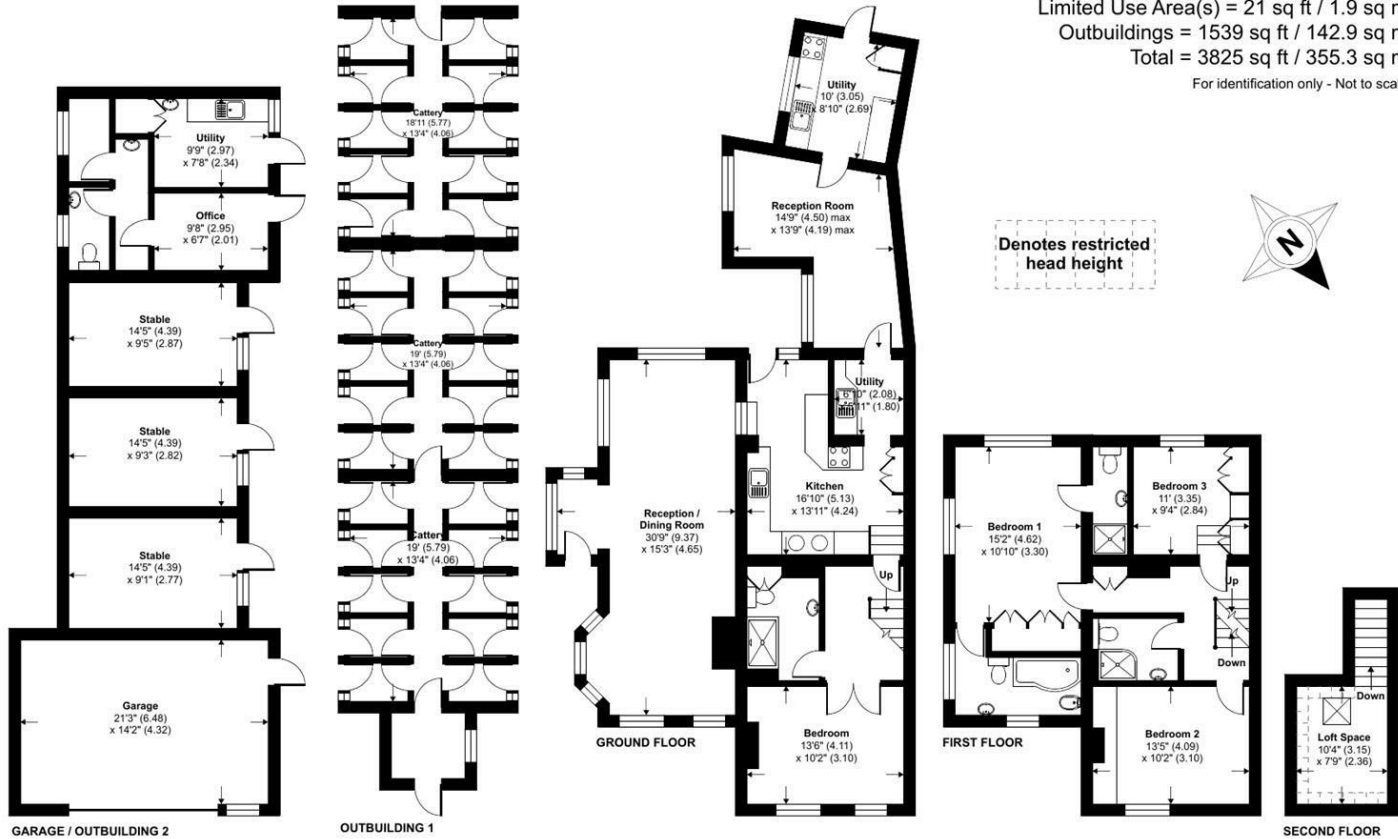 Limited Use Area(s) = 21 sq ft / 1.9 sq
Outbuildings = 1539 sq ft / 142.9 sq
Total = 3825 sq ft / 355.3 sq
For identification only - Not to
Utility
9'9" (2.97)
x 7'8" (2.34)
Office
9'8" (2.95)
x 6'7" (2.01)
Stable
14'5" (4.39)
x 9'5" (2.87)
Stable
14'5" (4.39)
x 9'3" (2.82)
Stable
14'5" (4.39)
x 9'1" (2.77)
Garage
21'3" (6.48)
x 14'2" (4.32)
GARAGE / OUTBUILDING 2
Cattery
18'11 (5.77)
x 13'4" (4.06)
Cattery
19' (5.79)
x 13'4" (4.06)
Cattery
19' (5.79)
x 13'4" (4.06)
OUTBUILDING 1
Utility
10' (3.05)
x 8'10" (2.69)
Reception Room
14'9" (4.50) max
x 13'9" (4.19) max
Utility
6'10" (2.08)
(1.80)
Kitchen
16'10" (5.13)
x 13'11" (4.24)
Reception /
Dining Room
30'9" (9.37)
x 15'3" (4.65)
Up
Bedroom
13'6" (4.11)
x 10'2" (3.10)
GROUND FLOOR
Denotes restricted
head height
N
Bedroom 1
15'2" (4.62)
x 10'10" (3.30)
Bedroom 3
11' (3.35)
x 9'4" (2.84)
Up
Down
Bedroom 2
13'5" (4.09)
x 10'2" (3.10)
FIRST FLOOR
Down
Loft Space
10'4" (3.15)
x 7'9" (2.36)
SECOND FLOOR